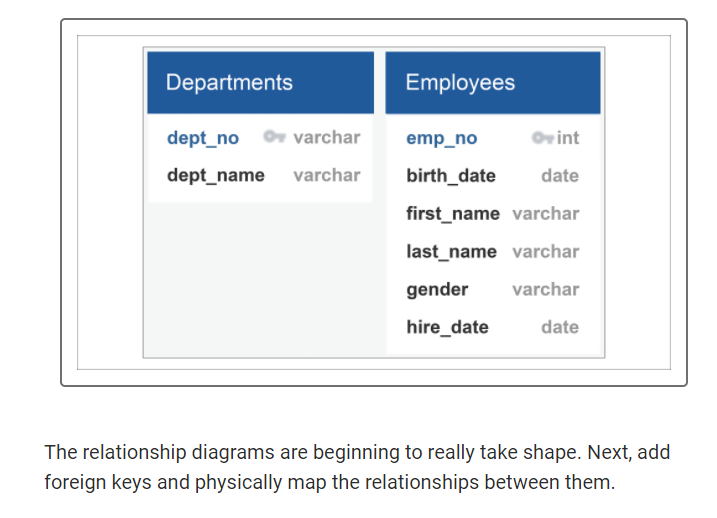 Departments
dept_no varchar
dept_name varchar
Employees
emp_no int
birth_date date
first_name varchar
last_name varchar
gender varchar
hire_date date
The relationship diagrams are beginning to really take shape. Next, add
foreign keys and physically map the relationships between them.